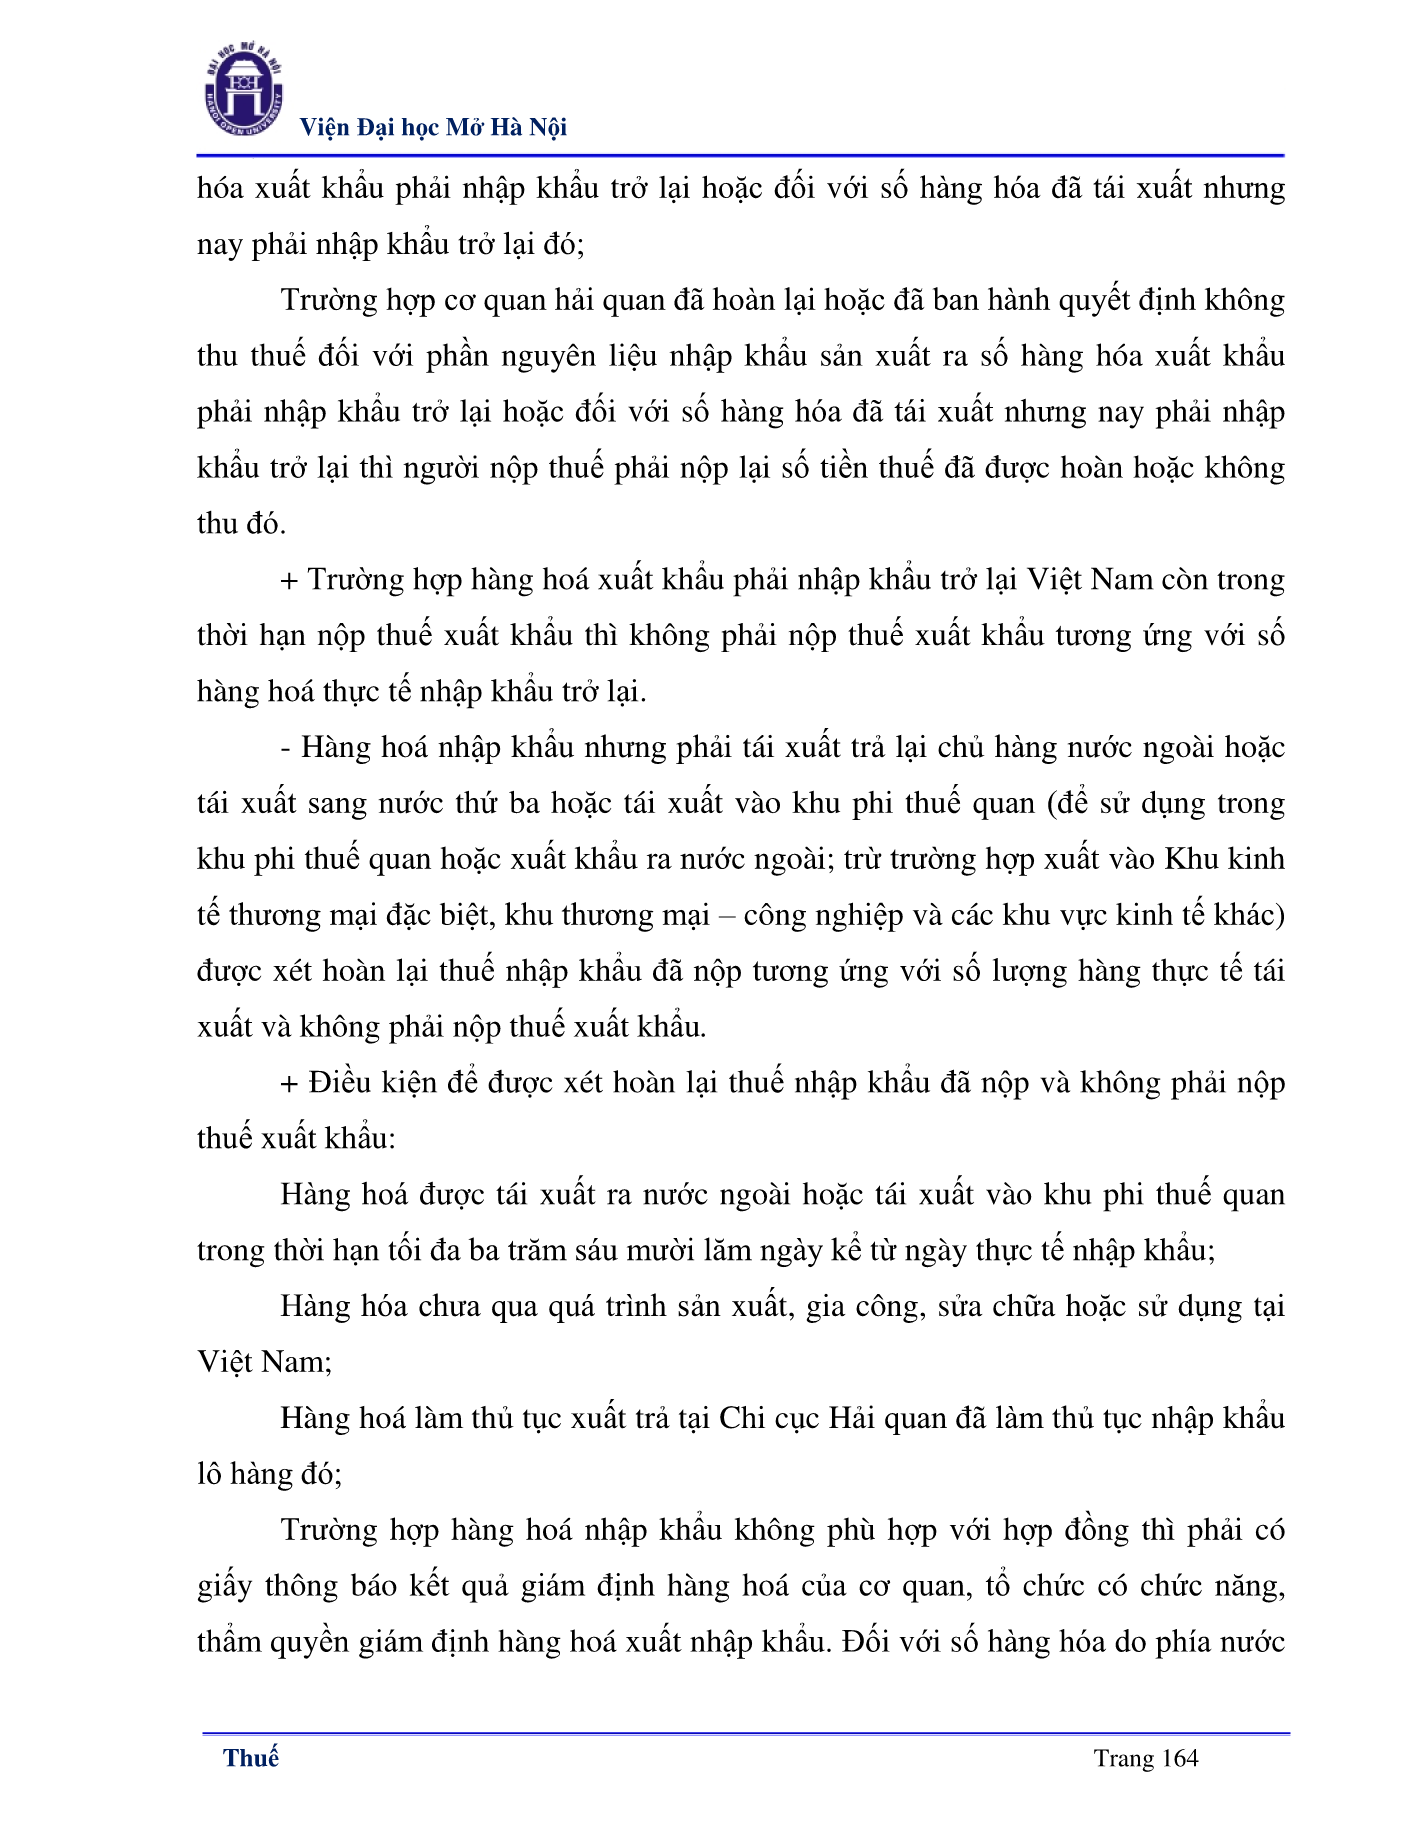 ĐẠI HỌC MỞ HÀ NỘI
HANOI OPEN UNIVERSITY
Viện Đại học Mở Hà Nội
hóa xuất khẩu phải nhập khẩu trở lại hoặc đối với số hàng hóa đã tái xuất nhưng
nay phải nhập khẩu trở lại đó;
Trường hợp cơ quan hải quan đã hoàn lại hoặc đã ban hành quyết định không
thu thuế đối với phần nguyên liệu nhập khẩu sản xuất ra số hàng hóa xuất khẩu
phải nhập khẩu trở lại hoặc đối với số hàng hóa đã tái xuất nhưng nay phải nhập
khẩu trở lại thì người nộp thuế phải nộp lại số tiền thuế đã được hoàn hoặc không
thu đó.
+ Trường hợp hàng hoá xuất khẩu phải nhập khẩu trở lại Việt Nam còn trong
thời hạn nộp thuế xuất khẩu thì không phải nộp thuế xuất khẩu tương ứng với số
hàng hoá thực tế nhập khẩu trở lại.
- Hàng hoá nhập khẩu nhưng phải tái xuất trả lại chủ hàng nước ngoài hoặc
tái xuất sang nước thứ ba hoặc tái xuất vào khu phi thuế quan (để sử dụng trong
khu phi thuế quan hoặc xuất khẩu ra nước ngoài; trừ trường hợp xuất vào Khu kinh
tế thương mại đặc biệt, khu thương mại – công nghiệp và các khu vực kinh tế khác)
được xét hoàn lại thuế nhập khẩu đã nộp tương ứng với số lượng hàng thực tế tái
xuất và không phải nộp thuế xuất khẩu.
+ Điều kiện để được xét hoàn lại thuế nhập khẩu đã nộp và không phải nộp
thuế xuất khẩu:
Hàng hoá được tái xuất ra nước ngoài hoặc tái xuất vào khu phi thuế quan
trong thời hạn tối đa ba trăm sáu mười lăm ngày kể từ ngày thực tế nhập khẩu;
Hàng hóa chưa qua quá trình sản xuất, gia công, sửa chữa hoặc sử dụng tại
Việt Nam;
Hàng hoá làm thủ tục xuất trả tại Chi cục Hải quan đã làm thủ tục nhập khẩu
lô hàng đó;
Trường hợp hàng hoá nhập khẩu không phù hợp với hợp đồng thì phải có
giấy thông báo kết quả giám định hàng hoá của cơ quan, tổ chức có chức năng,
thẩm quyền giám định hàng hoá xuất nhập khẩu. Đối với số hàng hóa do phía nước
Thuế
Trang 164